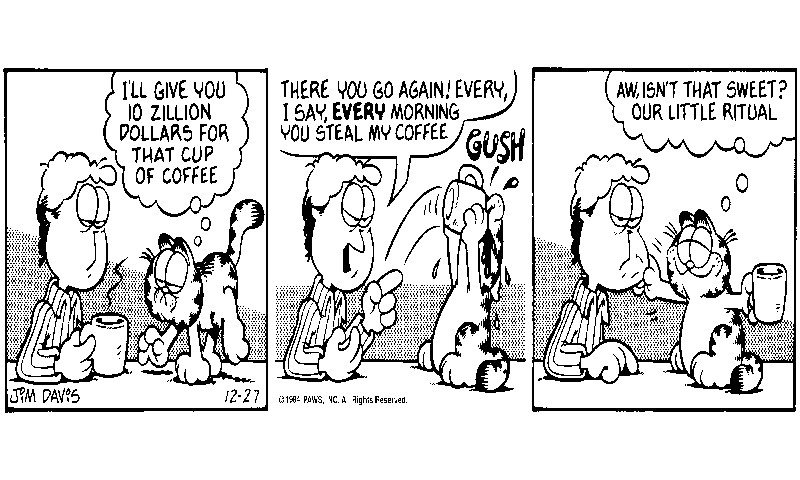 I'LL GIVE YOU
10 ZILLION
DOLLARS FOR
THAT CUP
OF COFFEE
JIM DAVIS
12-27
THERE YOU GO AGAIN! EVERY,
I SAY, EVERY MORNING
YOU STEAL MY COFFEE
GUSH
©1984 PAWS, INC. All Rights Reserved.
AW, ISN'T THAT SWEET?
OUR LITTLE RITUAL